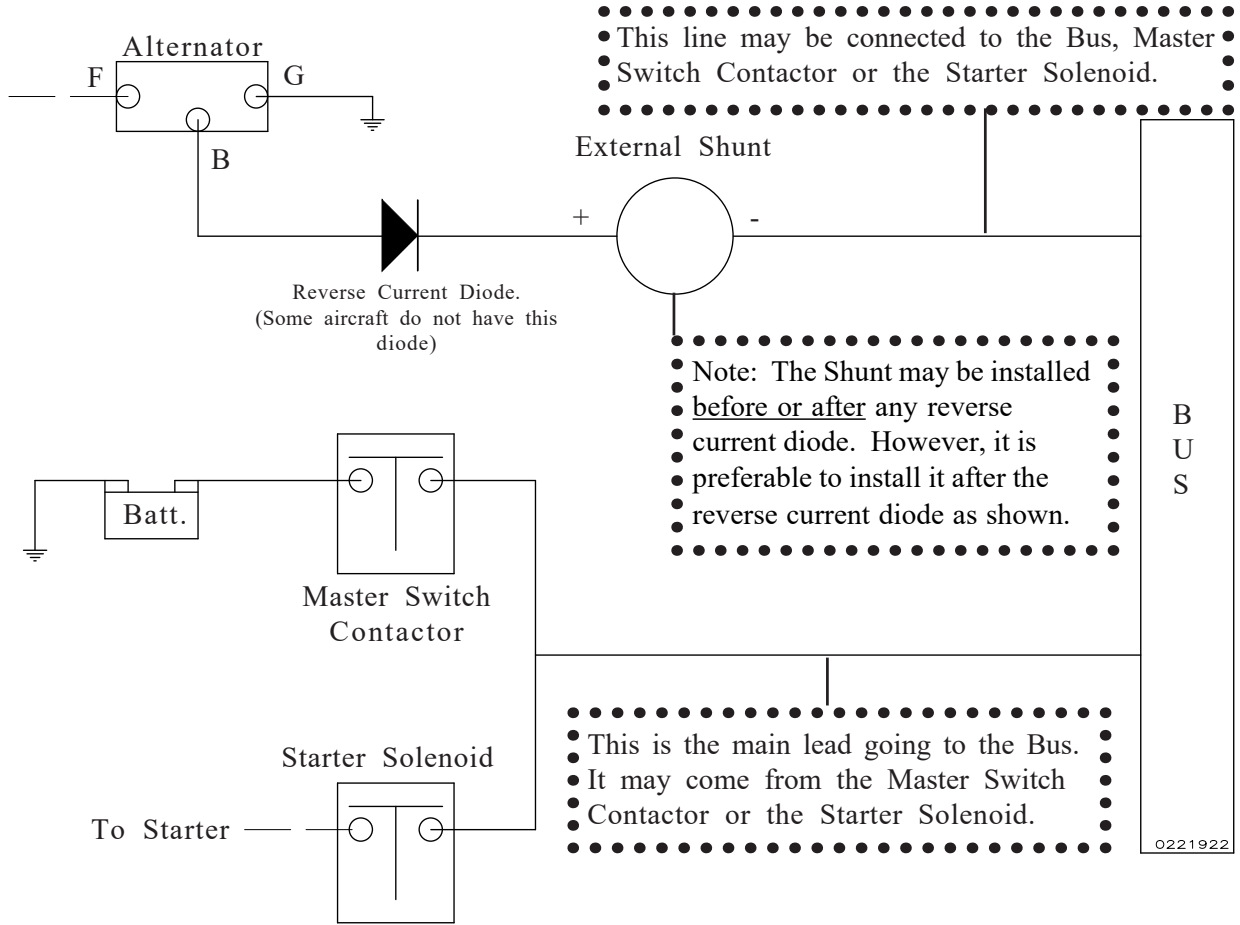 Alternator
F
G
B
This line may be connected to the Bus, Master
Switch Contactor or the Starter Solenoid.
External Shunt
+
-
Reverse Current Diode.
(Some aircraft do not have this
diode)
Note: The Shunt may be installed
before or after any reverse
current diode. However, it is
preferable to install it after the
reverse current diode as shown.
B
U
S
Batt.
Master Switch
Contactor
This is the main lead going to the Bus.
It may come from the Master Switch
Contactor or the Starter Solenoid.
Starter Solenoid
To Starter
0221922